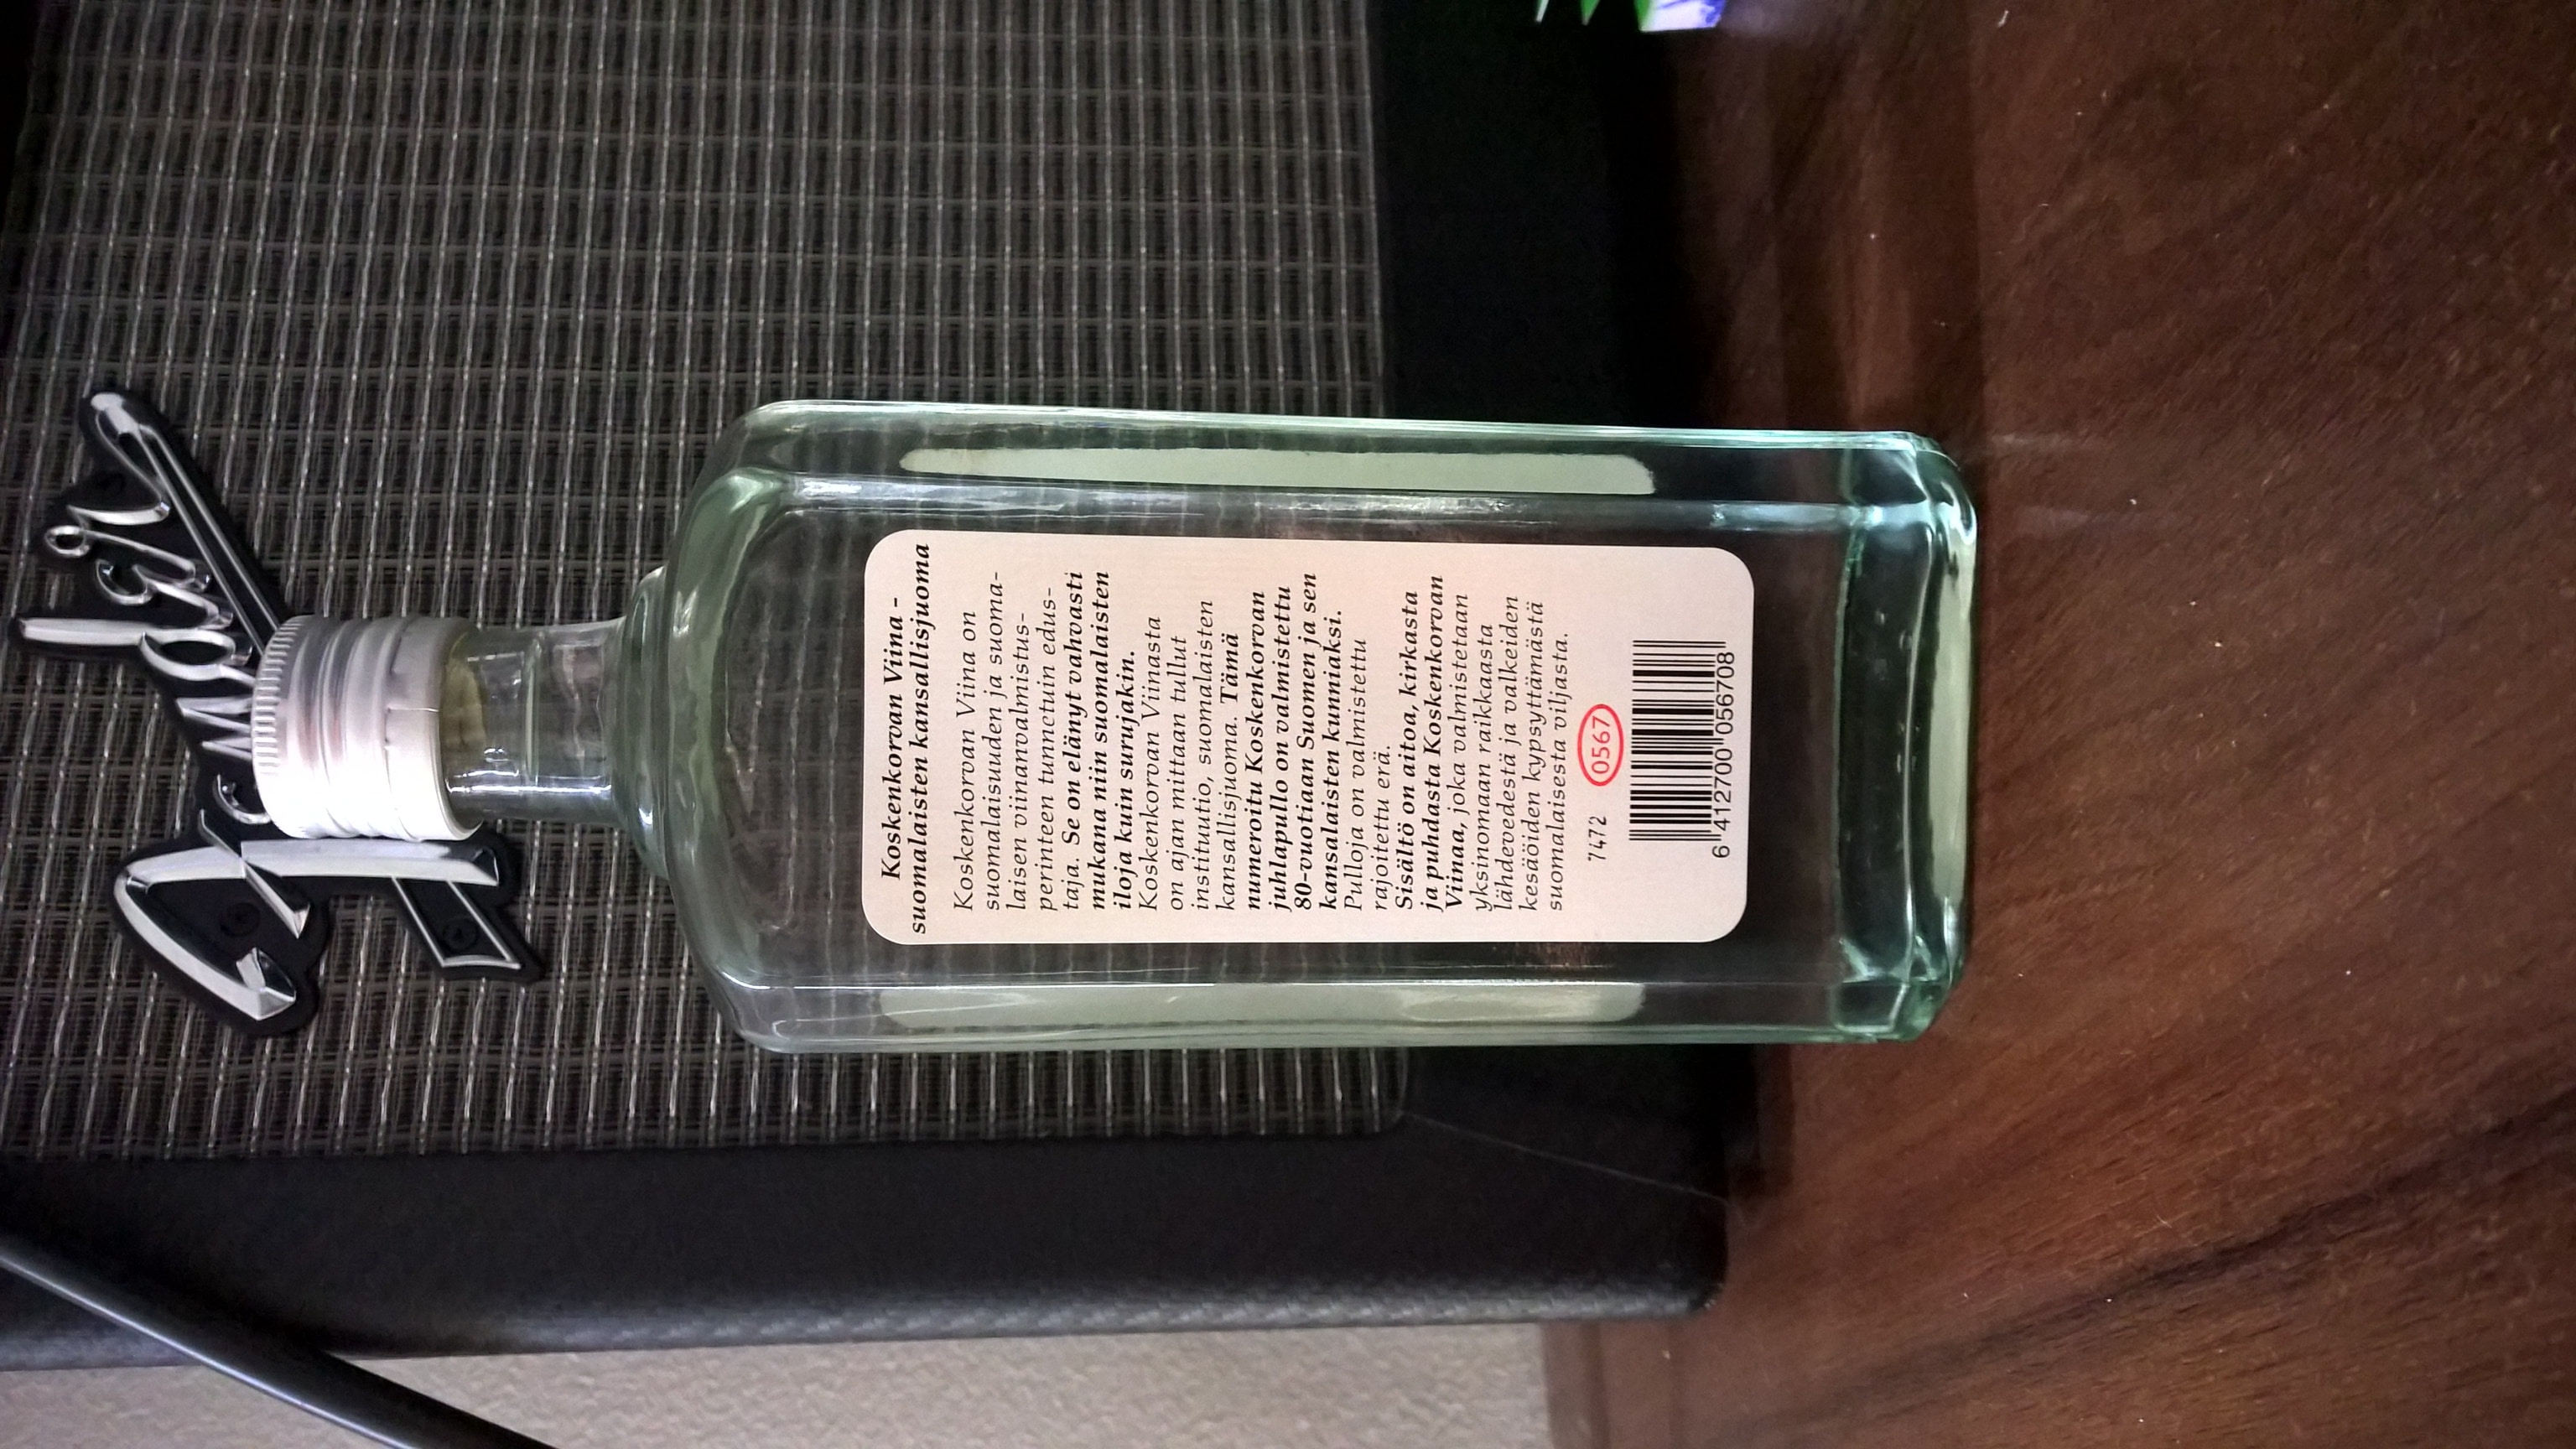 Fender
Koskenkorvan Viina -
suomalaisten kansallisjuoma
Koskenkorvan Viina on
suomalaisuuden ja suoma-
laisen viinanvalmistus-
perinteen tunnetuin edus-
taja. Se on elänyt vahvasti
mukana niin suomalaisten
iloja kuin surujakin.
Koskenkorvan Viinasta
on ajan mittaan tullut
instituutio, suomalaisten
kansallisjuoma. Tämä
numeroitu Koskenkorvan
juhlapullo on valmistettu
80-vuotiaan Suomen ja sen
kansalaisten kunniaksi.
Pulloja on valmistettu
rajoitettu erä.
Sisältö on aitoa, kirkasta
ja puhdasta Koskenkorvan
Viinaa, joka valmistetaan
yksinomaan raikkaasta
lähdevedestä ja valkeiden
kesäöiden kypsyttämästä
suomalaisesta viljasta.
7472 0567
6 412700 056708